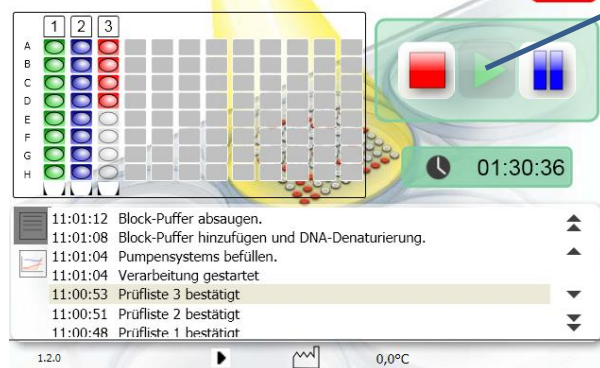 1 2 3
A
B
C
D
E
F
G
H
01:30:36
11:01:12 Block-Puffer absaugen.
11:01:08 Block-Puffer hinzufügen und DNA-Denaturierung.
11:01:04 Pumpensystems befüllen.
11:01:04 Verarbeitung gestartet
11:00:53 Prüfliste 3 bestätigt
11:00:51 Prüfliste 2 bestätigt
11:00:48 Prüfliste 1 bestätigt
1.2.0 0,0°C